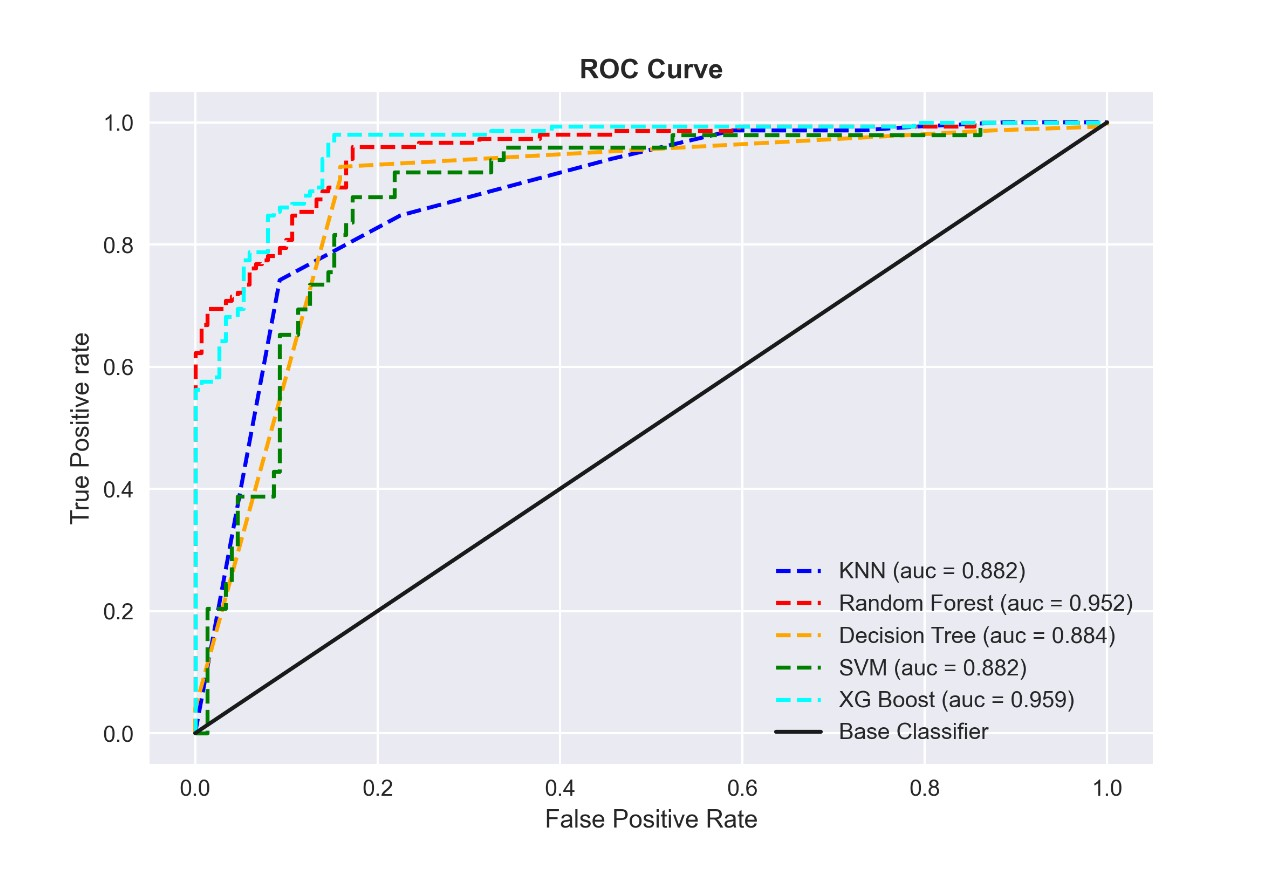 ROC Curve
1.0
0.8
0.6
0.4
0.2
0.0
True Positive rate
KNN (auc = 0.882)
Random Forest (auc = 0.952)
Decision Tree (auc = 0.884)
SVM (auc = 0.882)
XG Boost (auc = 0.959)
Base Classifier
0.0 0.2 0.4 0.6 0.8 1.0
False Positive Rate